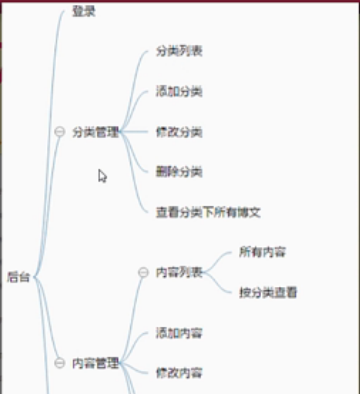 登录
分类列表
添加分类
分类管理
修改分类
删除分类
查看分类下所有博文
所有内容
后台
内容列表
按分类查看
添加内容
内容管理
修改内容